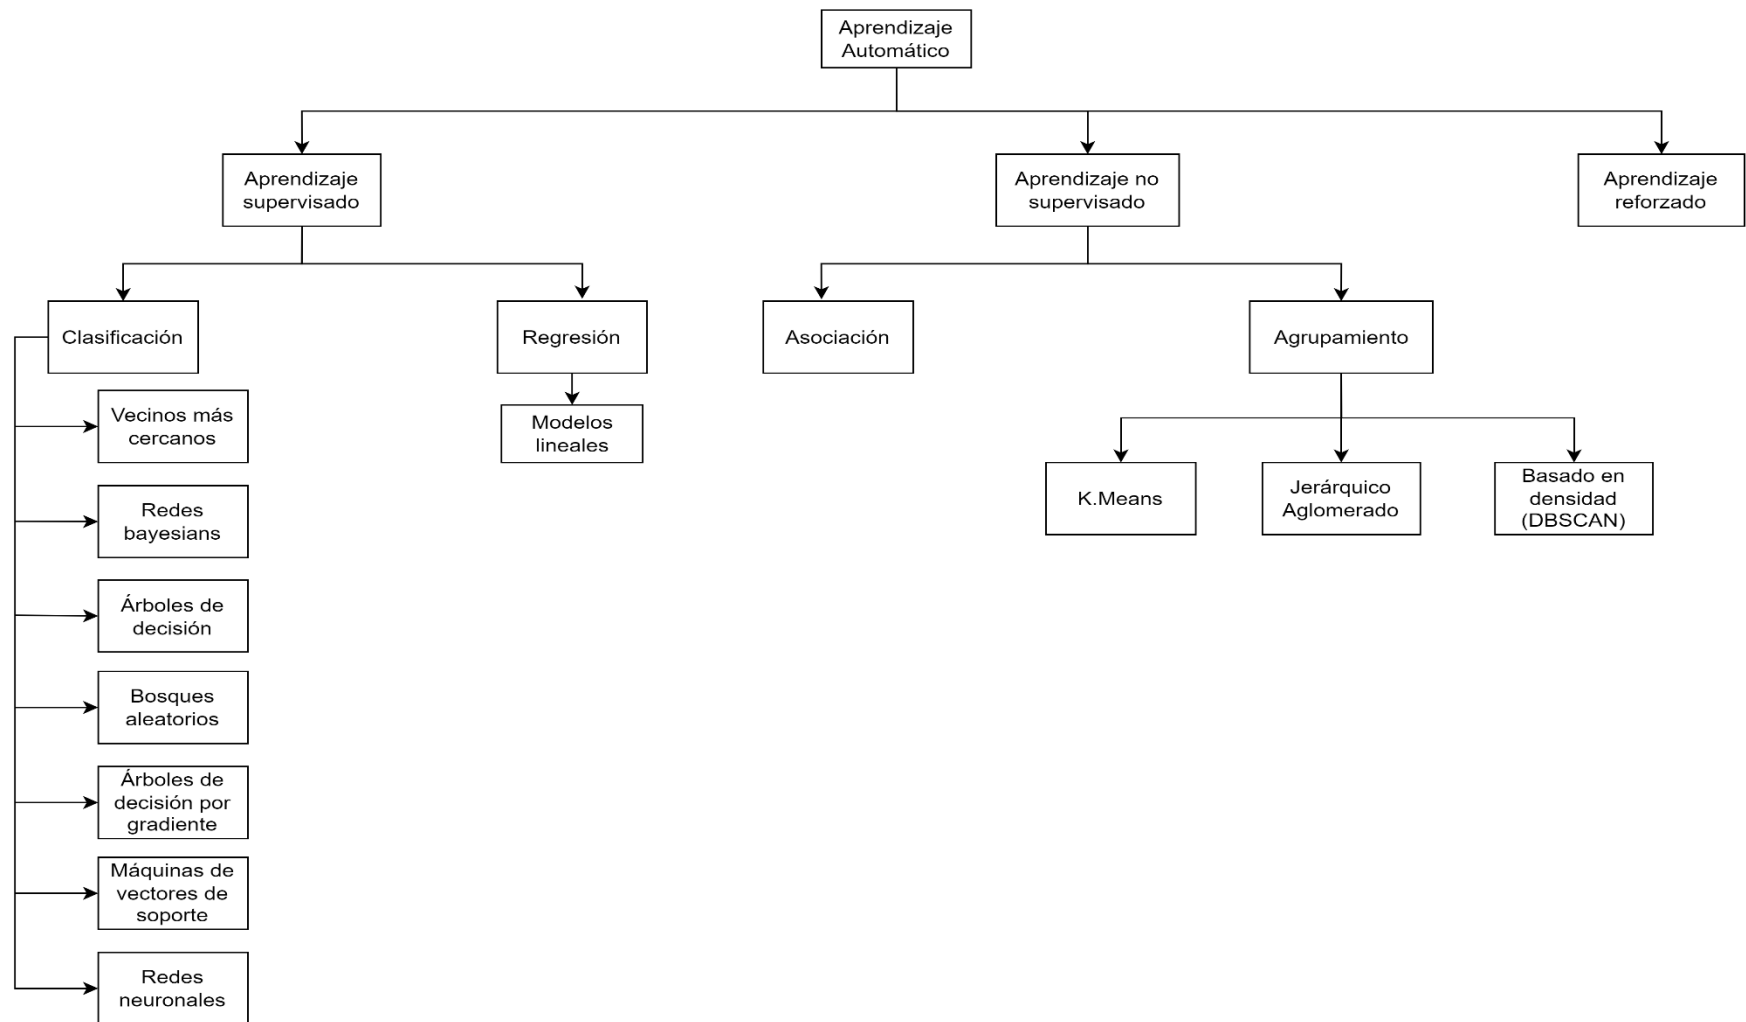 Aprendizaje
Automático
Aprendizaje
supervisado
Aprendizaje no
supervisado
Aprendizaje
reforzado
Clasificación
Regresión
Asociación
Agrupamiento
Vecinos más
cercanos
Modelos
lineales
K.Means
Jerárquico
Aglomerado
Basado en
densidad
(DBSCAN)
Redes
bayesians
Árboles de
decisión
Bosques
aleatorios
Árboles de
decisión por
gradiente
Máquinas de
vectores de
soporte
Redes
neuronales